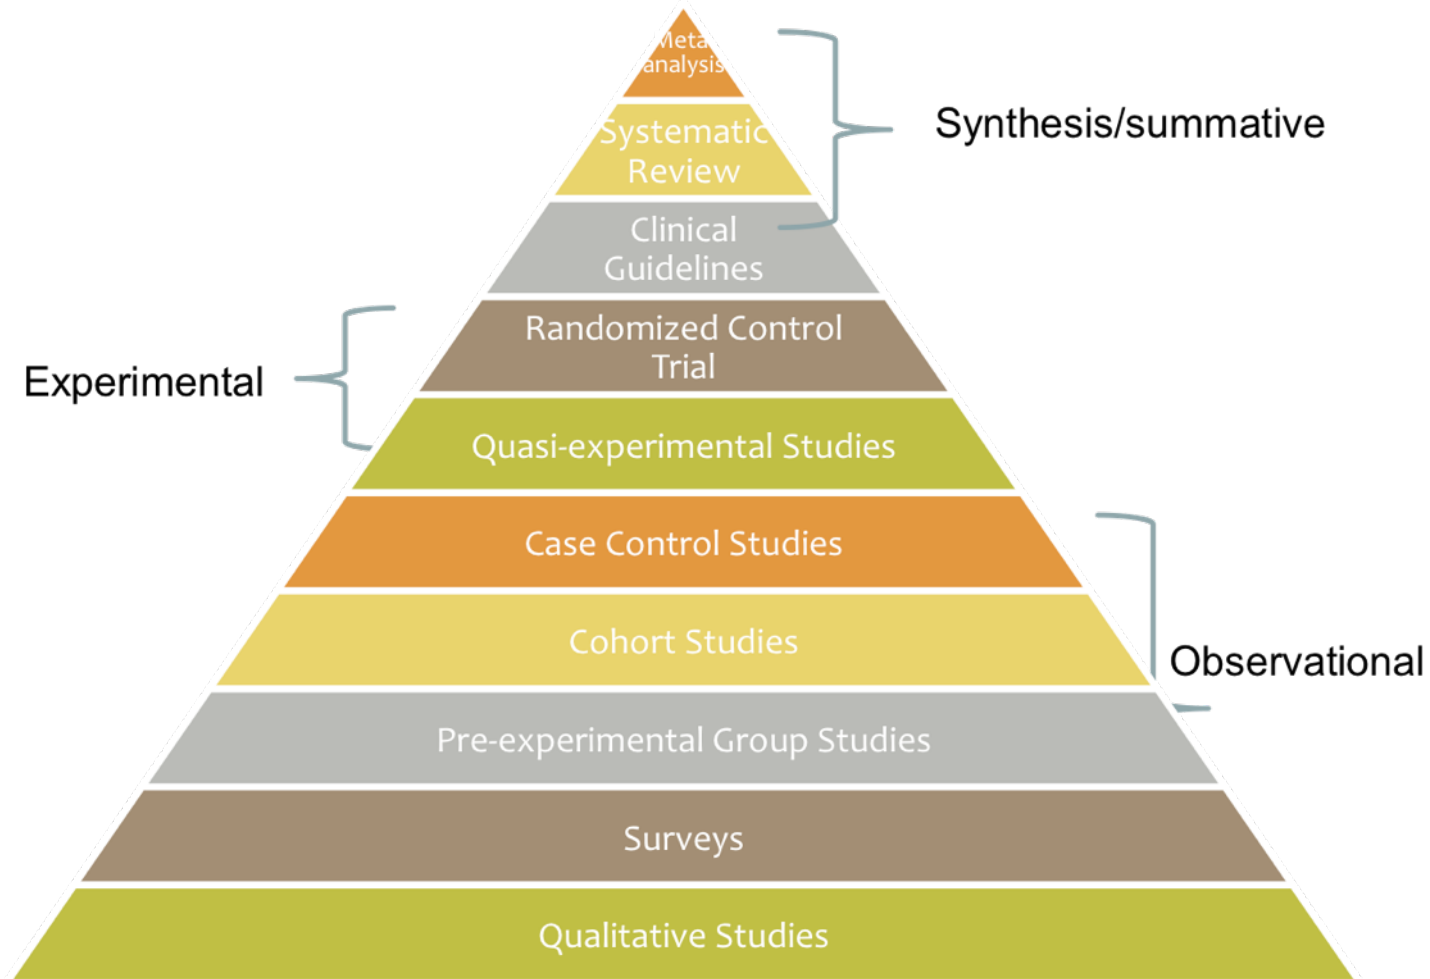 Meta
analysis
Synthesis/summative
Systematic
Review
Clinical
Guidelines
Randomized Control
Trial
Experimental
Quasi-experimental Studies
Case Control Studies
Cohort Studies
Observational
Pre-experimental Group Studies
Surveys
Qualitative Studies